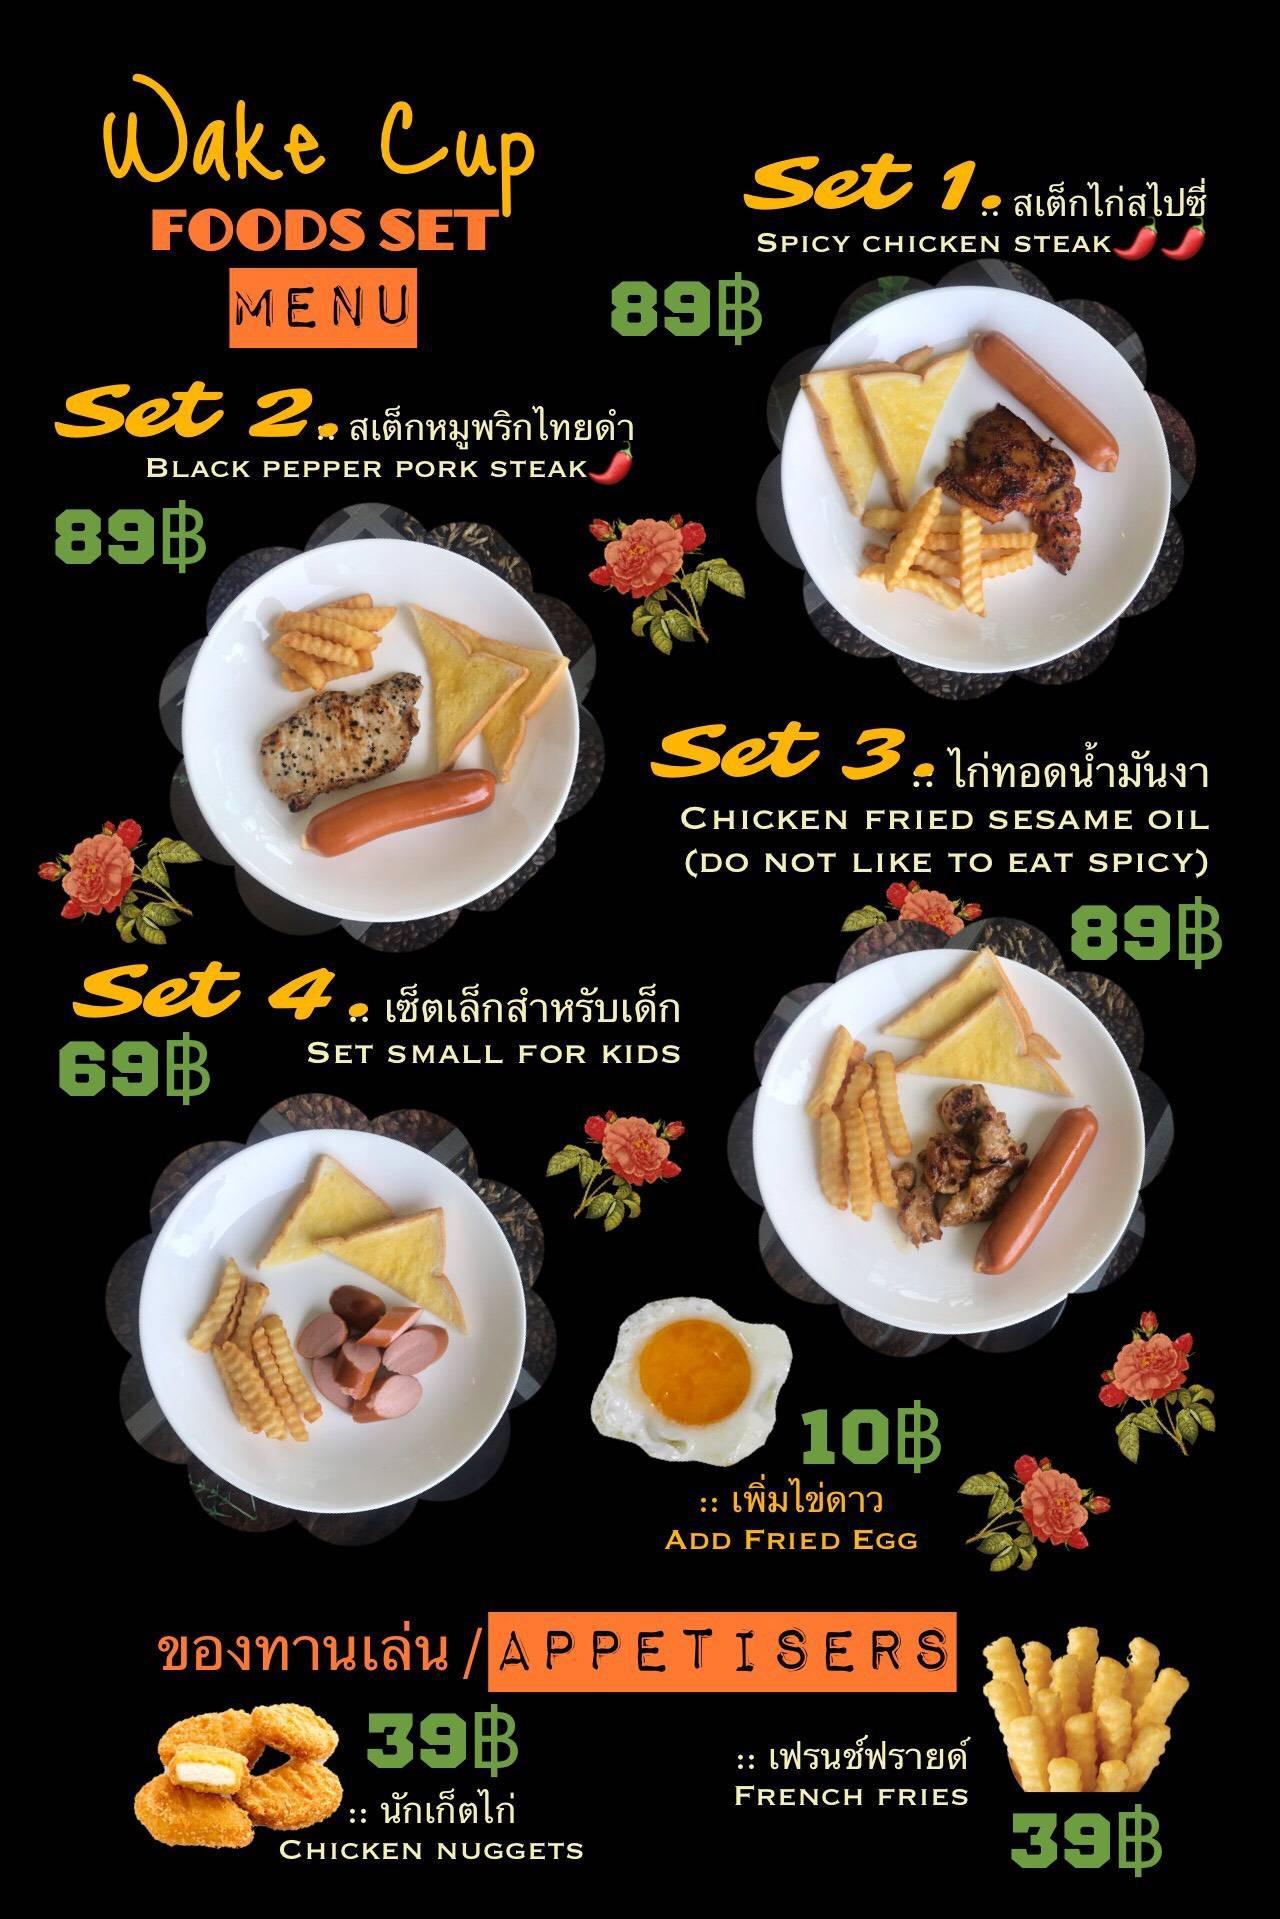 Wake Cup
FOODS SET
MENU
Set 1.:: สเต็กไก่สไปซี่
SPICY CHICKEN STEAK🌶️🌶️
89฿
Set 2.:: สเต็กหมูพริกไทยดำ
BLACK PEPPER PORK STEAK🌶️
89฿
Set 3.:: ไก่ทอดน้ำมันงา
CHICKEN FRIED SESAME OIL
(DO NOT LIKE TO EAT SPICY)
89฿
Set 4.:: เซ็ตเล็กสำหรับเด็ก
SET SMALL FOR KIDS
69฿
10฿
:: เพิ่มไข่ดาว
ADD FRIED EGG
ของทานเล่น / APPETISERS
39฿
:: นักเก็ตไก่
CHICKEN NUGGETS
:: เฟรนช์ฟรายด์
FRENCH FRIES
39฿